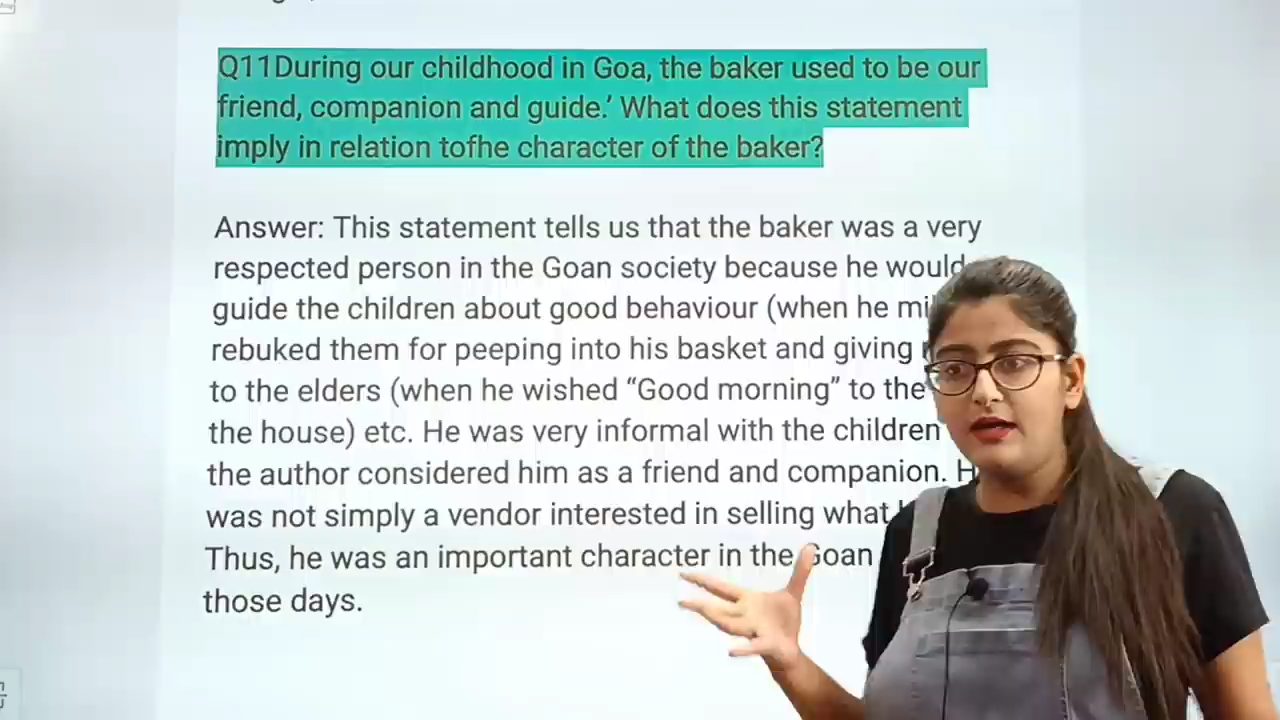 Q11During our childhood in Goa, the baker used to be our
friend, companion and guide.’ What does this statement
imply in relation tofhe character of the baker?
Answer: This statement tells us that the baker was a very
respected person in the Goan society because he would
guide the children about good behaviour (when he
rebuked them for peeping into his basket and giving
to the elders (when he wished “Good morning” to the
the house) etc. He was very informal with the children
the author considered him as a friend and companion.
was not simply a vendor interested in selling what
Thus, he was an important character in the Goan
those days.